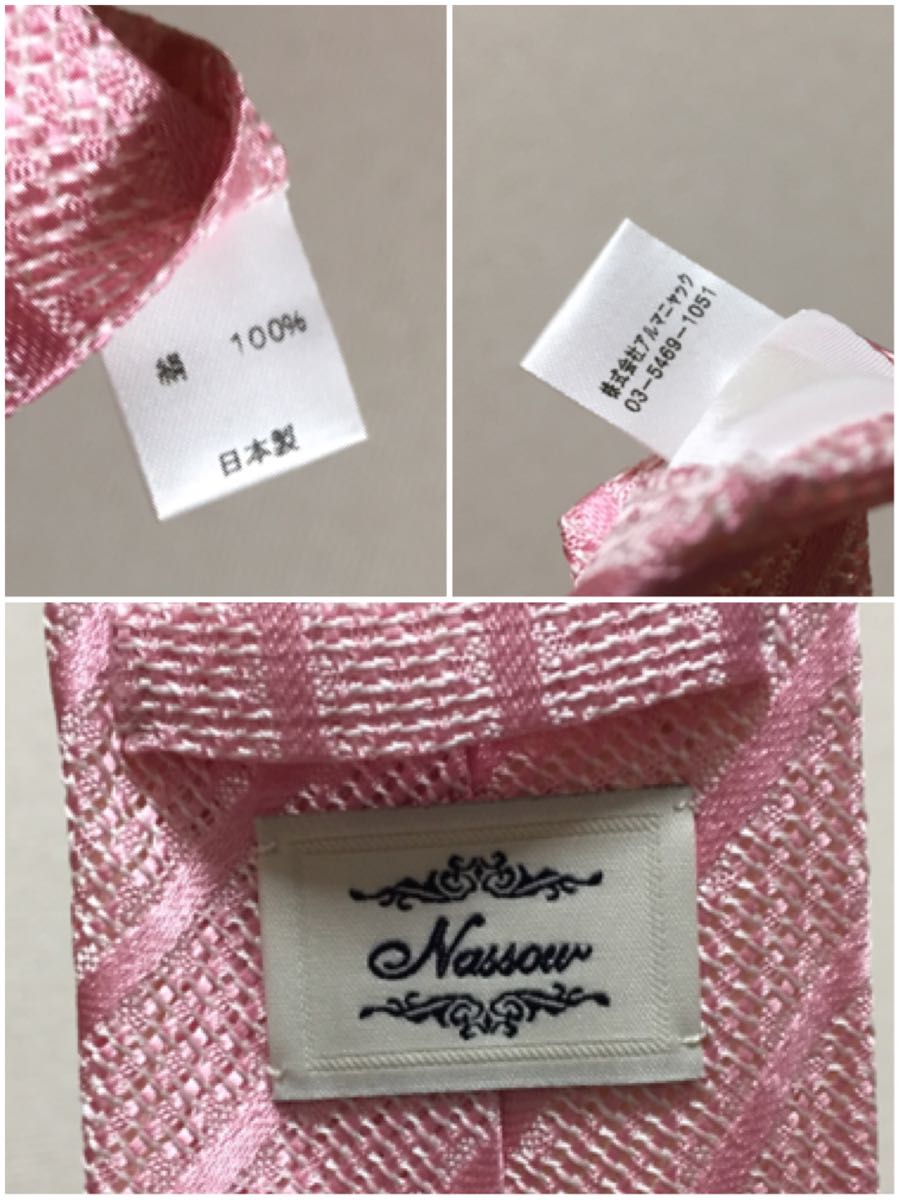 絹 100%
日本製
株式会社アルマニャック
03-5469-1051
Nassow